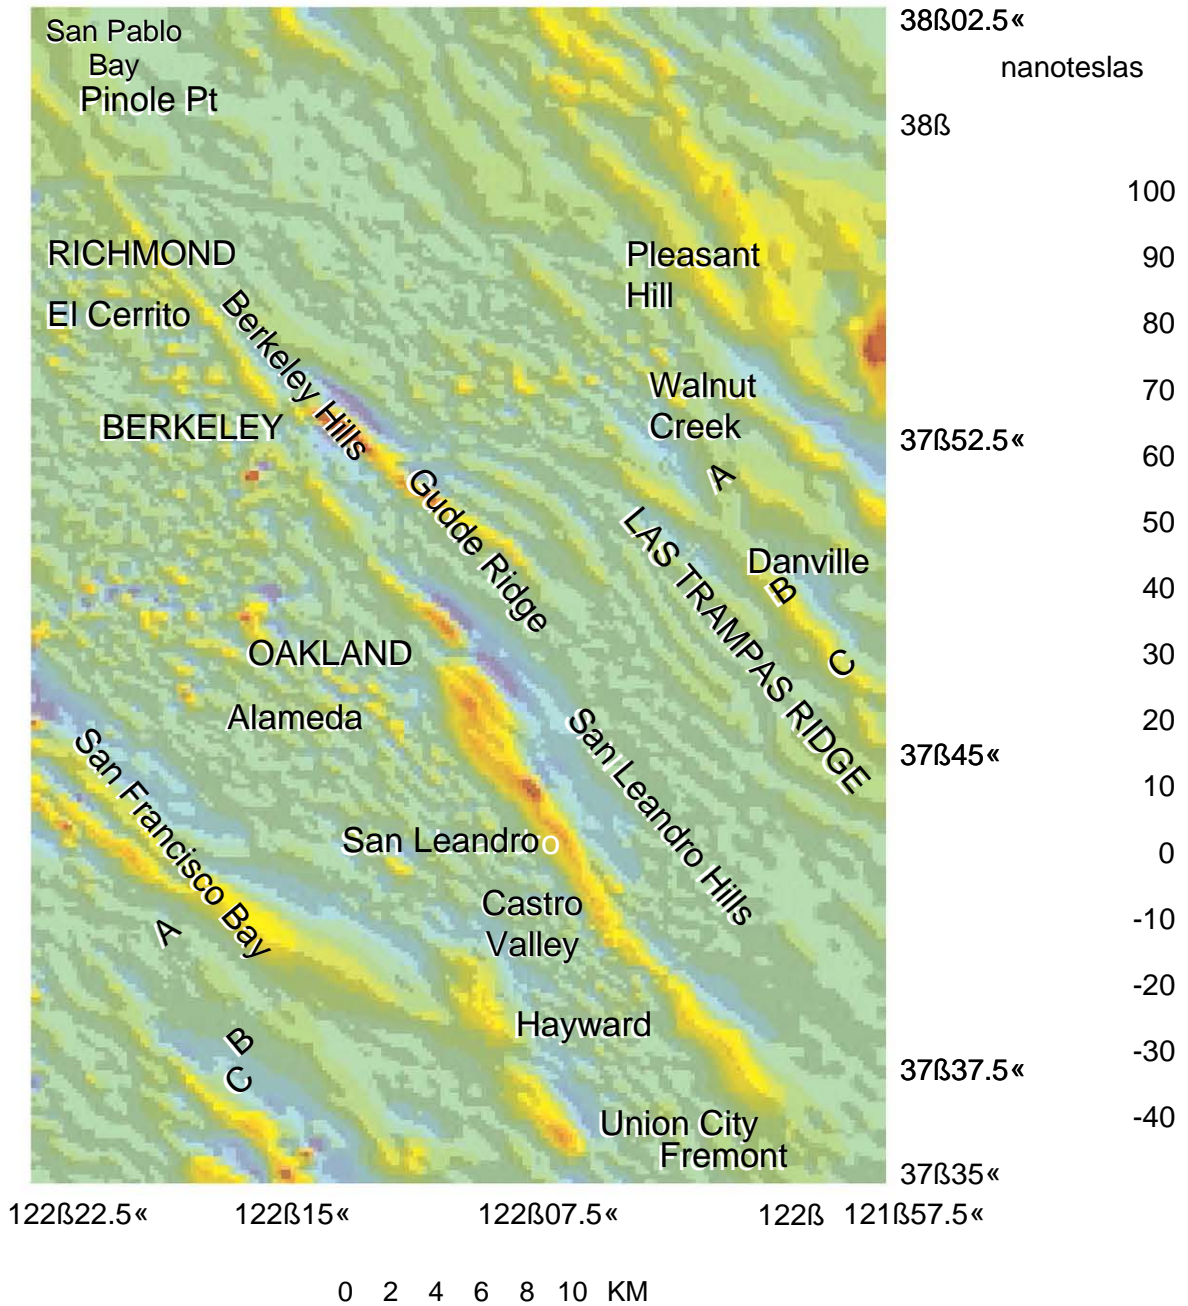 San Pablo
Bay
Pinole Pt
38ß02.5«
nanoteslas
38ß
100
RICHMOND
Pleasant
Hill
90
El Cerrito
Berkeley Hills
80
Walnut
Creek
70
BERKELEY
37ß52.5«
60
A
Gudde Ridge
50
LAS TRAMPAS RIDGE
Danville
B
40
OAKLAND
C
30
Alameda
20
San Francisco Bay
San Leandro Hills
37ß45«
10
San Leandro o
0
Castro
Valley
A
-10
-20
Hayward
B
-30
C
37ß37.5«
-40
Union City
Fremont
37ß35«
122ß22.5« 122ß15« 122ß07.5« 122ß 121ß57.5«
0 2 4 6 8 10 KM